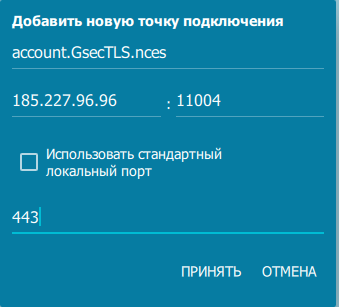 Добавить новую точку подключения
account.GsecTLS.nces
185.227.96.96 : 11004
Использовать стандартный
локальный порт
443
ПРИНЯТЬ ОТМЕНА